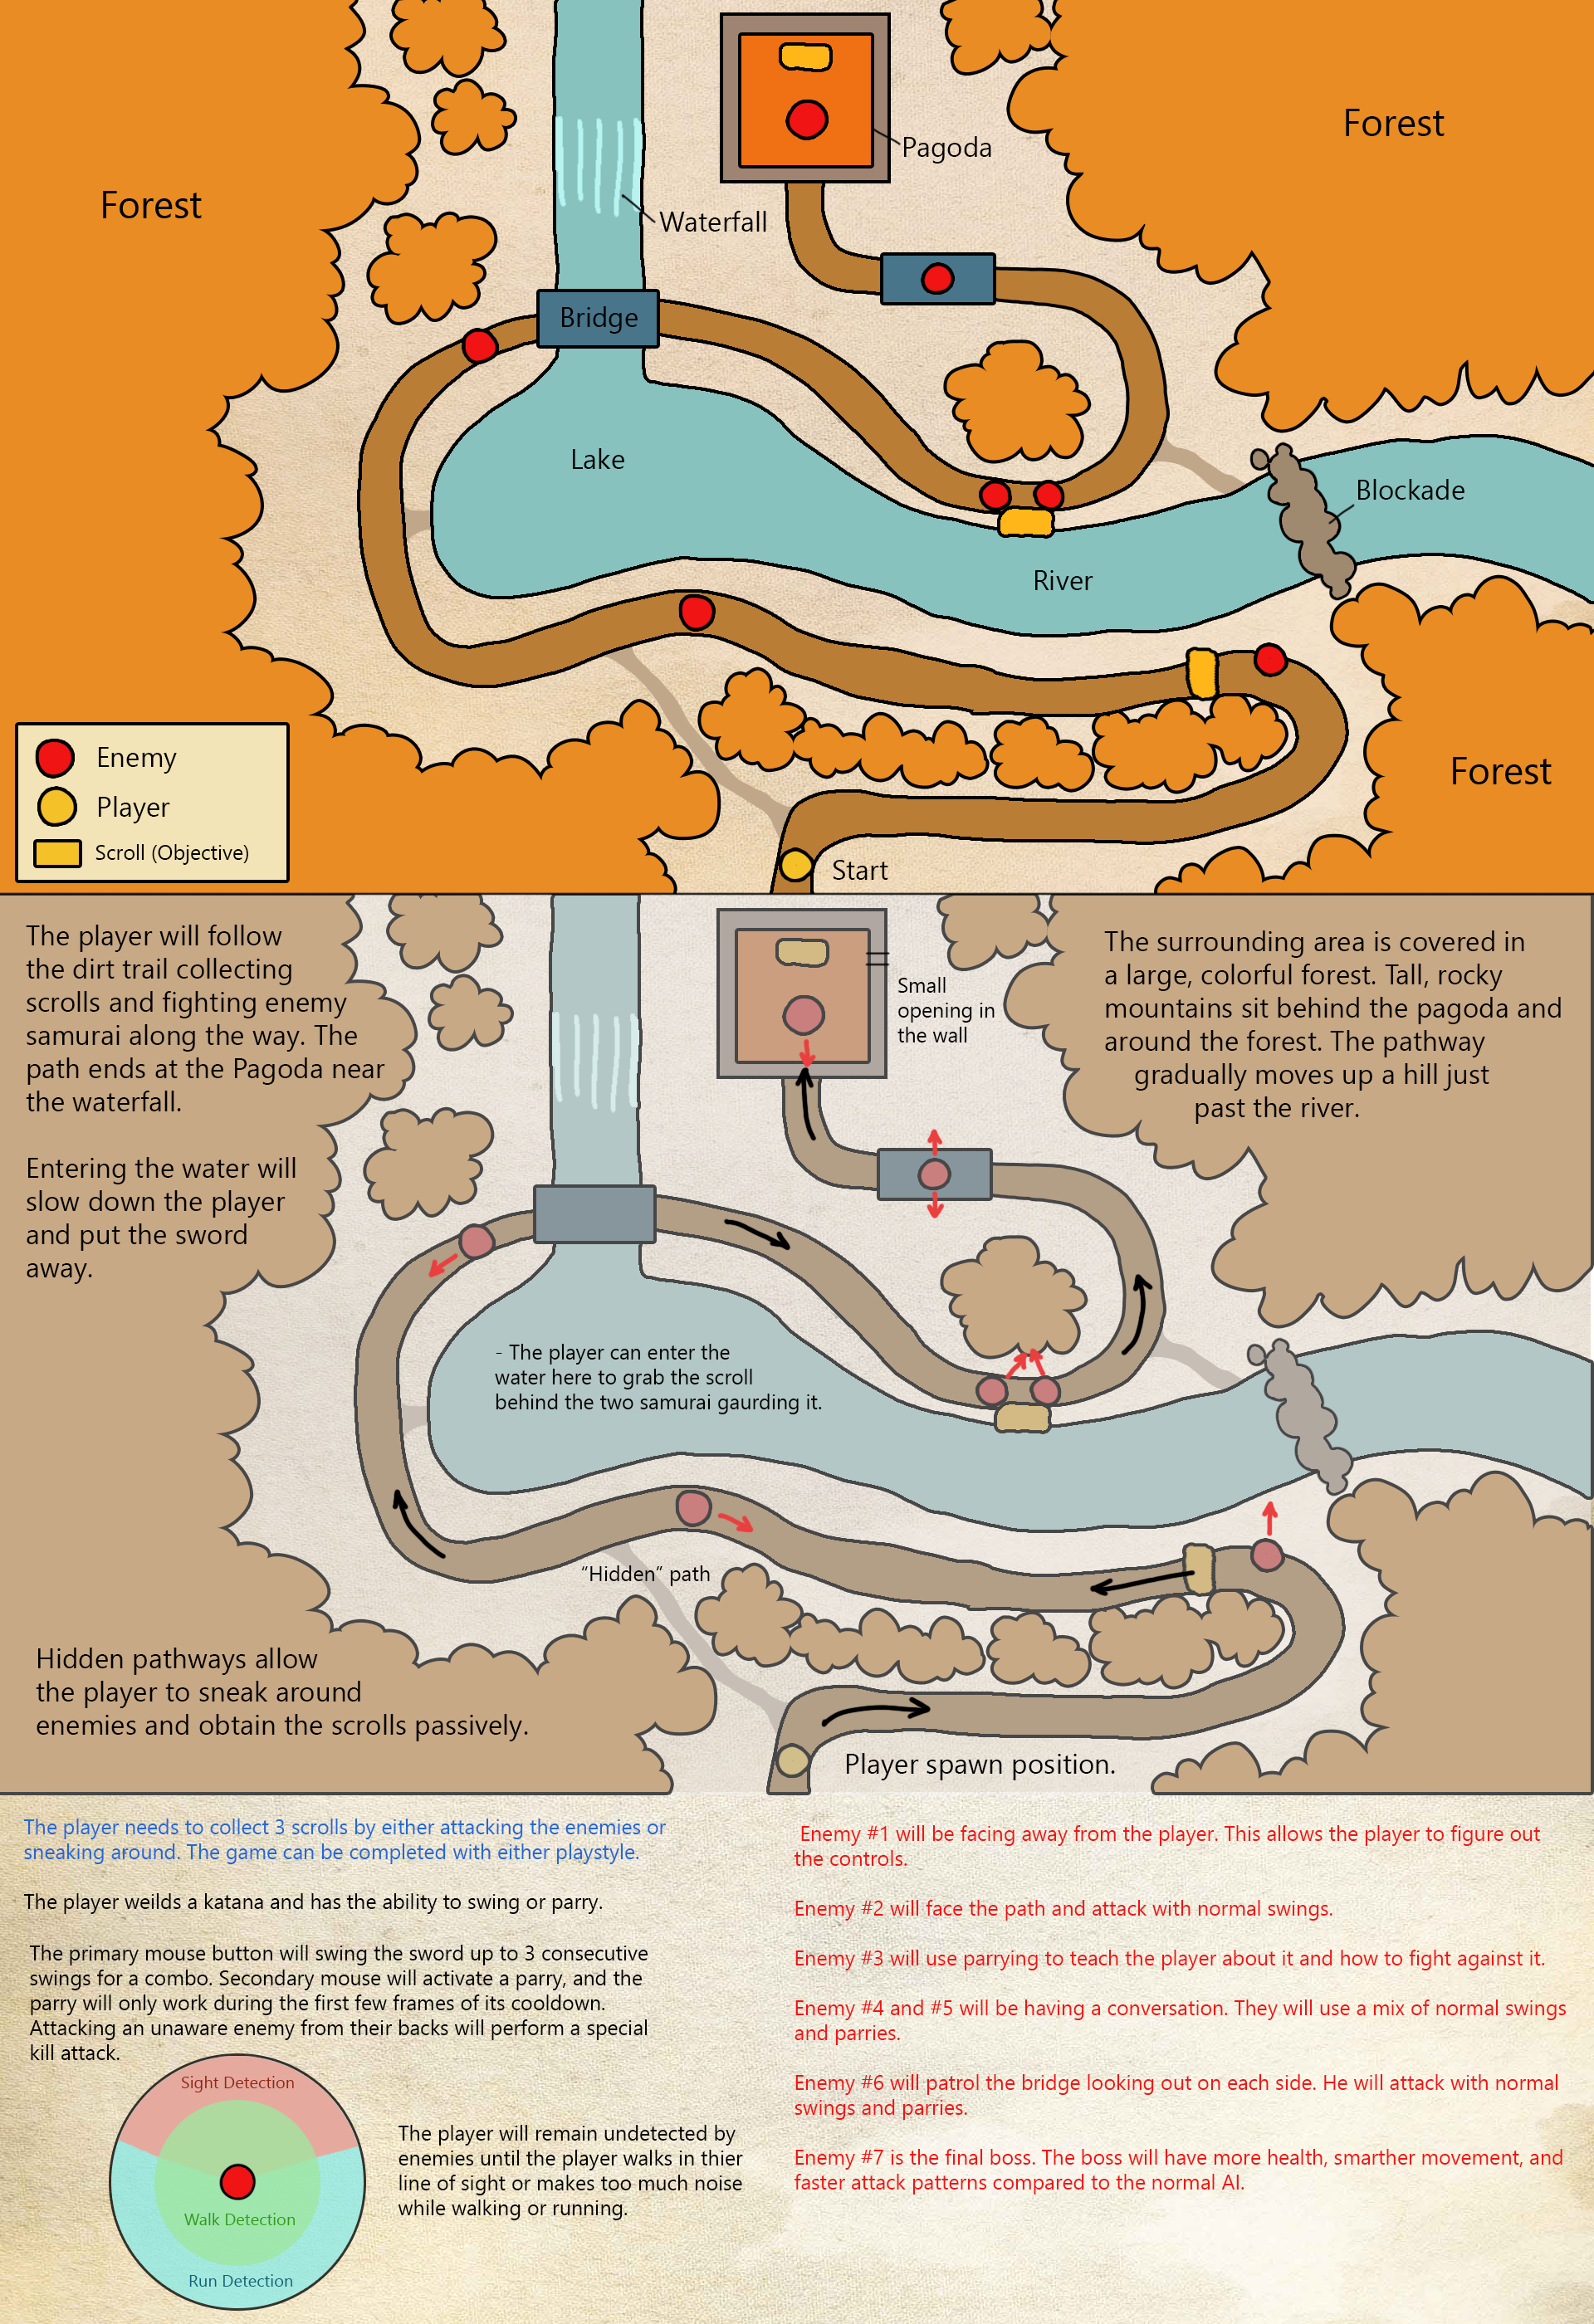 Forest
Forest
Pagoda
Waterfall
Bridge
Lake
Blockade
River
Forest
Enemy
Player
Scroll (Objective)
Start
The player will follow
the dirt trail collecting
scrolls and fighting enemy
samurai along the way. The
path ends at the Pagoda near
the waterfall.
Entering the water will
slow down the player
and put the sword
away.
Small
opening in
the wall
The surrounding area is covered in
a large, colorful forest. Tall, rocky
mountains sit behind the pagoda and
around the forest. The pathway
gradually moves up a hill just
past the river.
- The player can enter the
water here to grab the scroll
behind the two samurai gaurding it.
"Hidden" path
Hidden pathways allow
the player to sneak around
enemies and obtain the scrolls passively.
Player spawn position.
The player needs to collect 3 scrolls by either attacking the enemies or
sneaking around. The game can be completed with either playstyle.
The player weilds a katana and has the ability to swing or parry.
The primary mouse button will swing the sword up to 3 consecutive
swings for a combo. Secondary mouse will activate a parry, and the
parry will only work during the first few frames of its cooldown.
Attacking an unaware enemy from their backs will perform a special
kill attack.
Sight Detection
Walk Detection
Run Detection
The player will remain undetected by
enemies until the player walks in thier
line of sight or makes too much noise
while walking or running.
Enemy #1 will be facing away from the player. This allows the player to figure out
the controls.
Enemy #2 will face the path and attack with normal swings.
Enemy #3 will use parrying to teach the player about it and how to fight against it.
Enemy #4 and #5 will be having a conversation. They will use a mix of normal swings
and parries.
Enemy #6 will patrol the bridge looking out on each side. He will attack with normal
swings and parries.
Enemy #7 is the final boss. The boss will have more health, smarther movement, and
faster attack patterns compared to the normal AI.